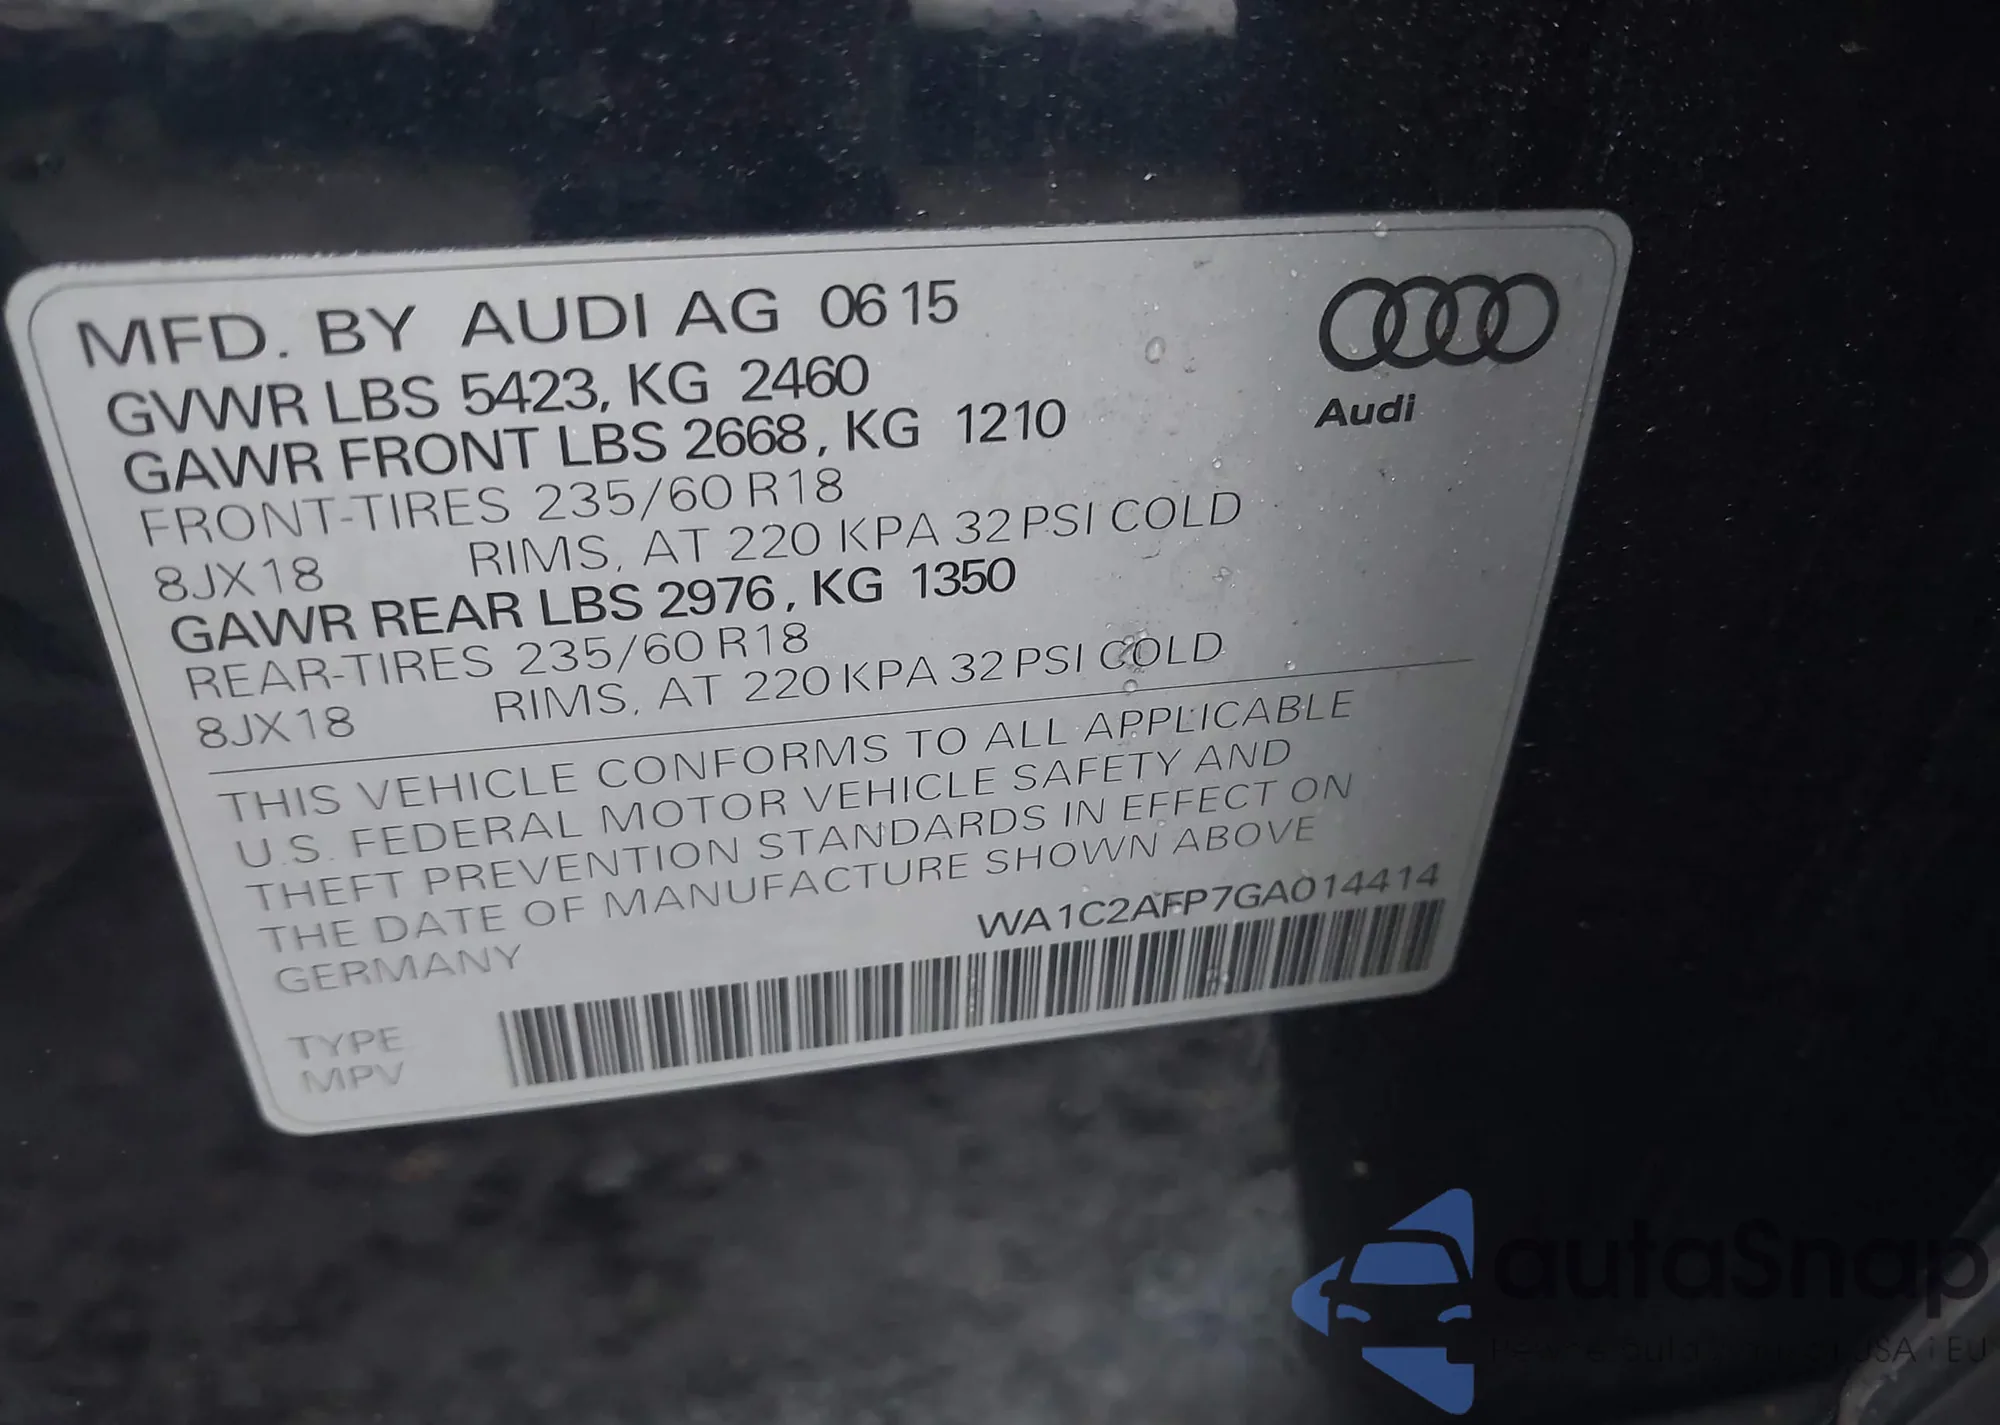 MFD. BY AUDI AG 06 15
GVWR LBS 5423, KG 2460
GAWR FRONT LBS 2668, KG 1210
FRONT-TIRES 235/60 R18
8JX18 RIMS, AT 220 KPA 32 PSI COLD
GAWR REAR LBS 2976, KG 1350
REAR-TIRES 235/60 R18
8JX18 RIMS, AT 220 KPA 32 PSI COLD
Audi
THIS VEHICLE CONFORMS TO ALL APPLICABLE
U.S. FEDERAL MOTOR VEHICLE SAFETY AND
THEFT PREVENTION STANDARDS IN EFFECT ON
THE DATE OF MANUFACTURE SHOWN ABOVE
GERMANY WA1C2AFP7GA014414
TYPE
MPV
autaSnap
USA i EU